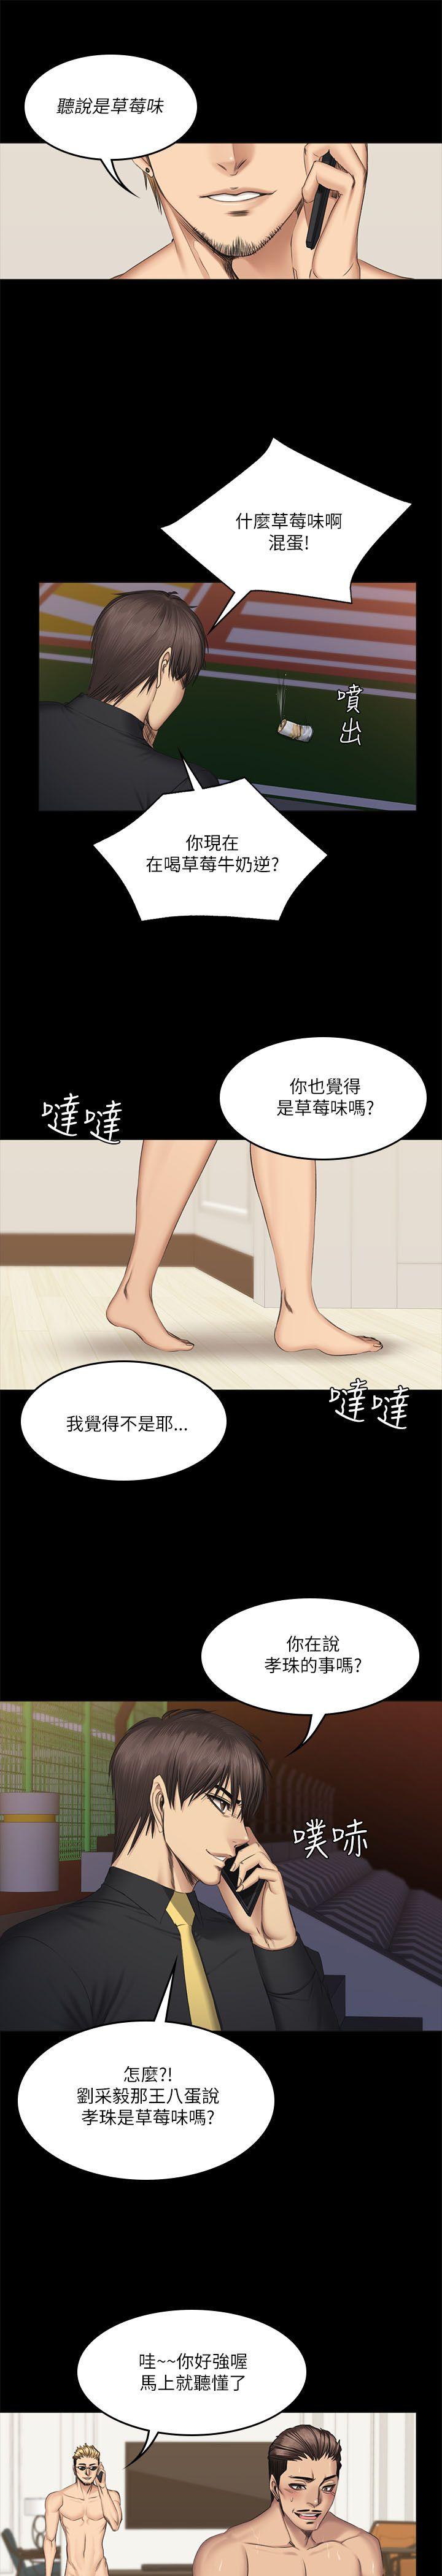 聽說是草莓味
什麼草莓味啊
混蛋!
噴出
你現在
在喝草莓牛奶逆?
你也覺得
是草莓味嗎?
噠噠
我覺得不是耶...
噠噠
你在說
孝珠的事嗎?
噗哧
怎麼?!
劉采毅那王八蛋說
孝珠是草莓味嗎?
哇~~你好強喔
馬上就聽懂了